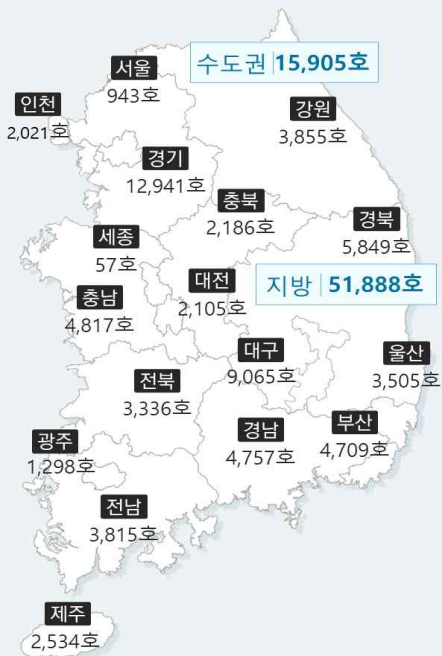 서울
943호
수도권 15,905호
인천
2,021호
강원
3,855호
경기
12,941호
충북
2,186호
경북
5,849호
세종
57호
대전
2,105호
지방 51,888호
충남
4,817호
대구
9,065호
울산
3,505호
전북
3,336호
경남
4,757호
부산
4,709호
광주
1,298호
전남
3,815호
제주
2,534호